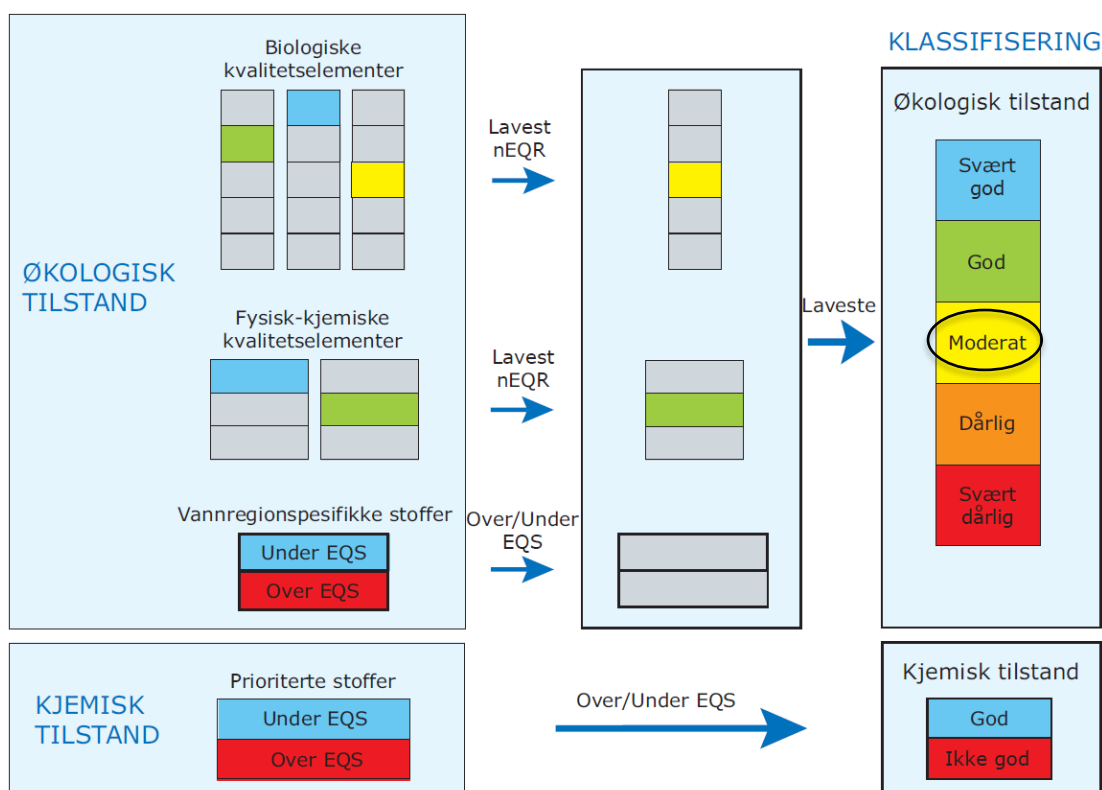 Biologiske
kvalitetselementer
ØKOLOGISK
TILSTAND
Fysisk-kjemiske
kvalitetselementer
Vannregionspesifikke stoffer
Under EQS
Over EQS
Lavest
nEQR
Lavest
nEQR
Over/Under
EQS
Laveste
KLASSIFISERING
Økologisk tilstand
Svært
god
God
Moderat
Dårlig
Svært
dårlig
KJEMISK
TILSTAND
Prioriterte stoffer
Under EQS
Over EQS
Over/Under EQS
Kjemisk tilstand
God
Ikke god